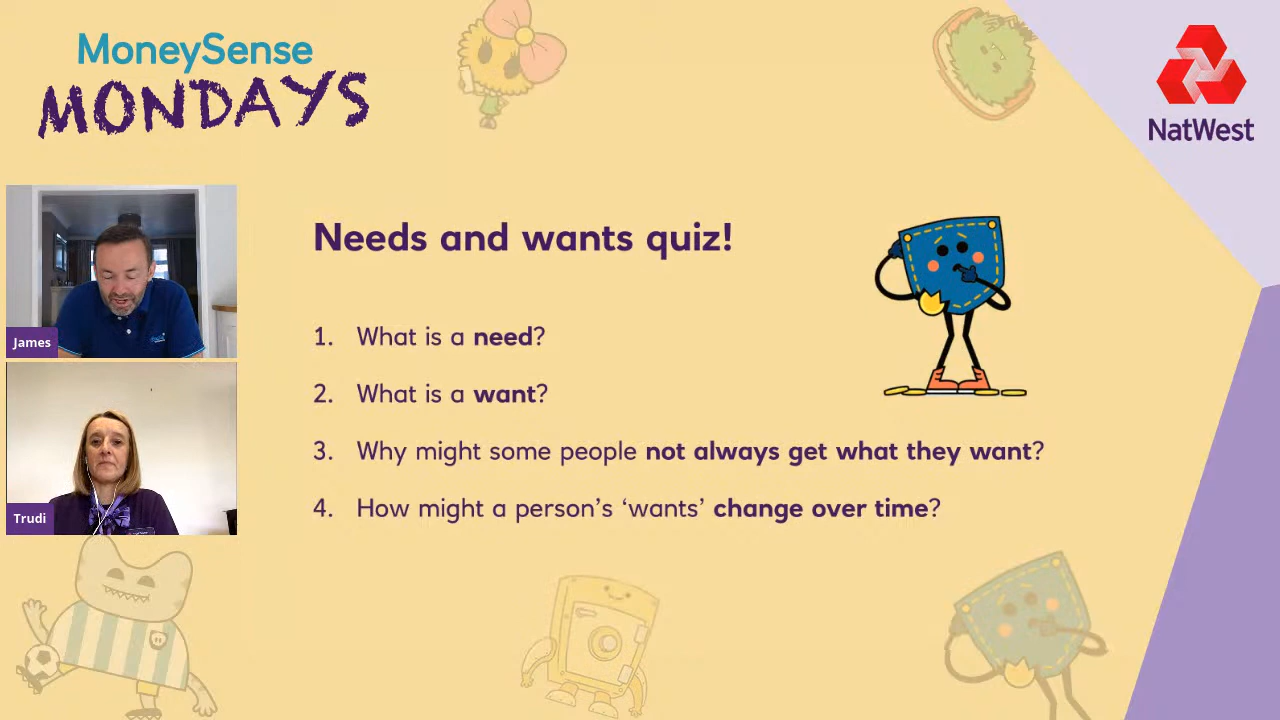 MoneySense
MONDAYS
NatWest
James
Trudi
Needs and wants quiz!
1. What is a need?
2. What is a want?
3. Why might some people not always get what they want?
4. How might a person’s ‘wants’ change over time?